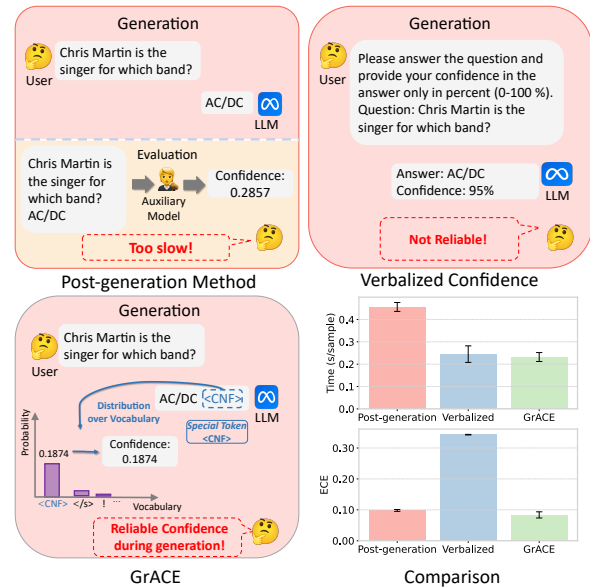 Generation
Chris Martin is the
singer for which band?
User
AC/DC
LLM
Evaluation
Chris Martin is
the singer for
which band?
AC/DC
Auxiliary
Model
Confidence:
0.2857
Too slow!
Post-generation Method
Generation
Please answer the question and
provide your confidence in the
answer only in percent (0-100 %).
Question: Chris Martin is the
singer for which band?
User
Answer: AC/DC
Confidence: 95%
LLM
Not Reliable!
Verbalized Confidence
Generation
Chris Martin is the
singer for which band?
User
AC/DC <CNF>
LLM
Distribution
over Vocabulary
Special Token
<CNF>
Probability
0.1874
Confidence:
0.1874
<CNF> </s> ! ...
Vocabulary
Reliable Confidence
during generation!
GrACE
Time (s/sample)
0.4
0.3
0.2
0.1
0.0
Post-generation Verbalized GrACE
ECE
0.30
0.20
0.10
0.00
Post-generation Verbalized GrACE
Comparison